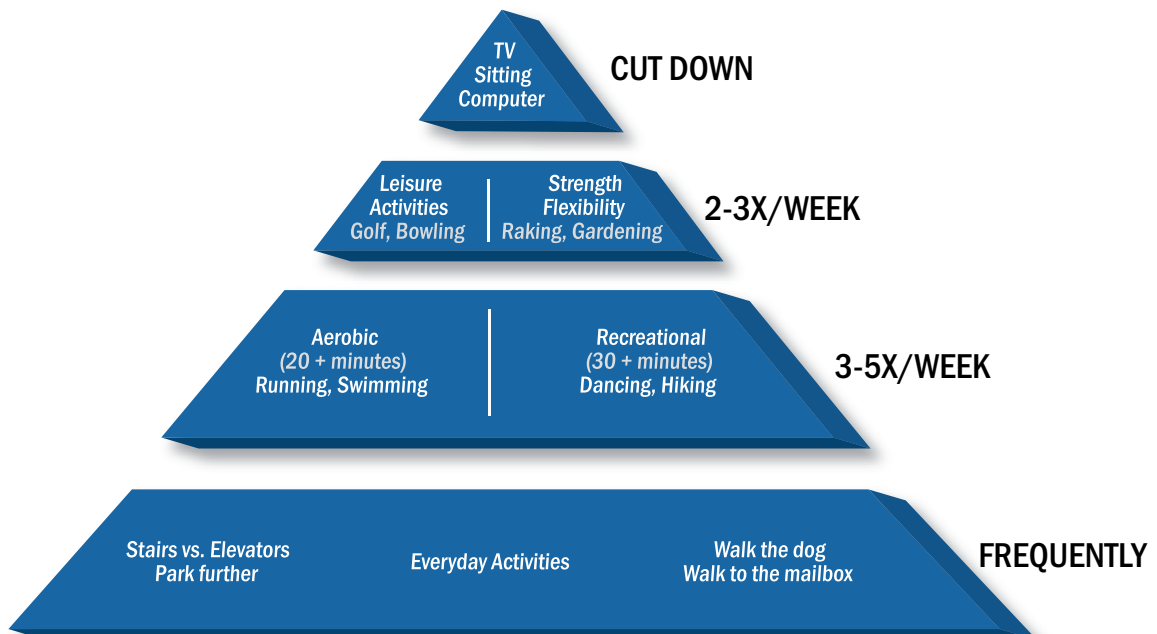 TV
Sitting
Computer
CUT DOWN
Leisure
Activities
Golf, Bowling
Strength
Flexibility
Raking, Gardening
2-3X/WEEK
Aerobic
(20 + minutes)
Running, Swimming
Recreational
(30 + minutes)
Dancing, Hiking
3-5X/WEEK
Stairs vs. Elevators
Park further
Everyday Activities
Walk the dog
Walk to the mailbox
FREQUENTLY